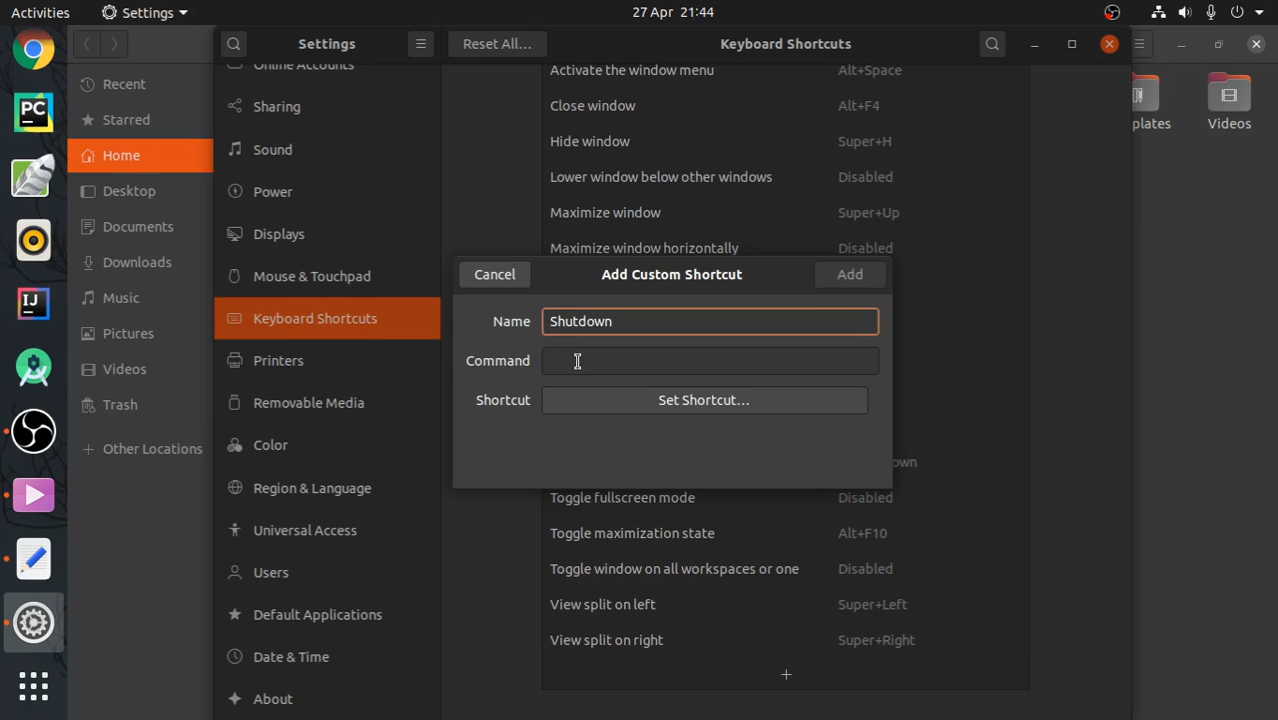 Activities
Settings
27 Apr 21:44
Settings
Reset All...
Keyboard Shortcuts
Recent
Starred
Home
Desktop
Documents
Downloads
Music
Pictures
Videos
Trash
Other Locations
Online Accounts
Sharing
Sound
Power
Displays
Mouse & Touchpad
Keyboard Shortcuts
Printers
Removable Media
Color
Region & Language
Universal Access
Users
Default Applications
Date & Time
About
Activate the window menu Alt+Space
Close window Alt+F4
Hide window Super+H
Lower window below other windows Disabled
Maximize window Super+Up
Maximize window horizontally Disabled
Cancel
Add Custom Shortcut
Add
Name Shutdown
Command
Shortcut Set Shortcut...
own
Toggle fullscreen mode Disabled
Toggle maximization state Alt+F10
Toggle window on all workspaces or one Disabled
View split on left Super+Left
View split on right Super+Right
+
plates
Videos
PC
IJ